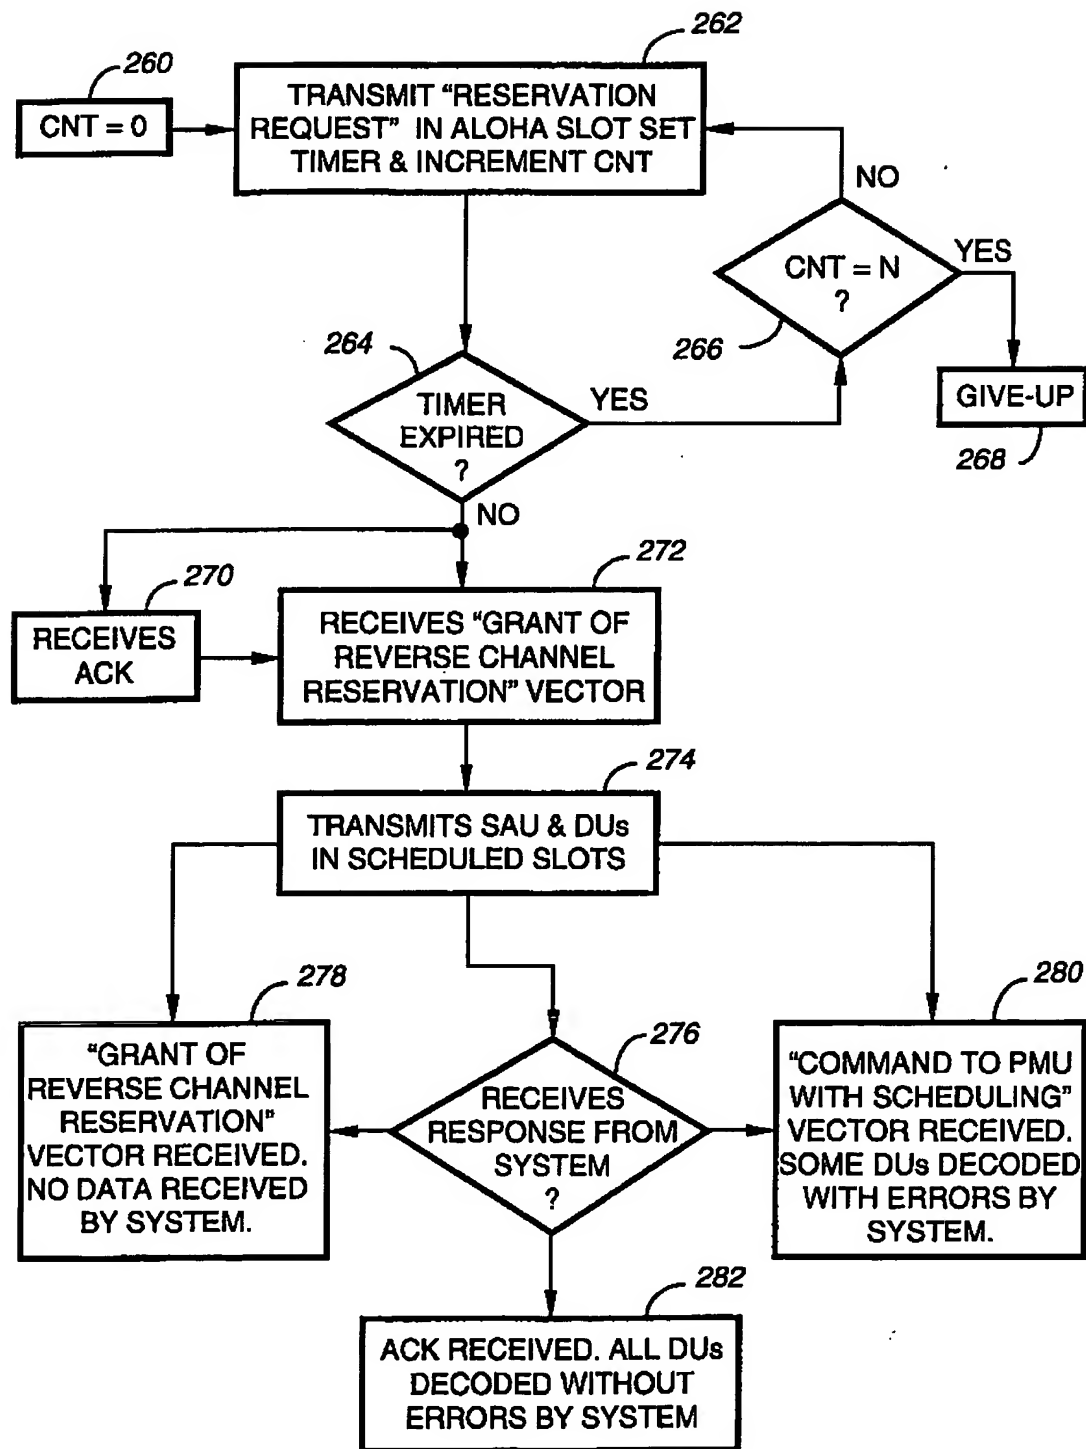 262
260
CNT = 0
TRANSMIT “RESERVATION
REQUEST” IN ALOHA SLOT SET
TIMER & INCREMENT CNT
NO
CNT = N
?
YES
266
264
TIMER
EXPIRED
?
YES
GIVE-UP
268
NO
270
272
RECEIVES
ACK
RECEIVES “GRANT OF
REVERSE CHANNEL
RESERVATION” VECTOR
274
TRANSMITS SAU & DUs
IN SCHEDULED SLOTS
278
“GRANT OF
REVERSE CHANNEL
RESERVATION”
VECTOR RECEIVED.
NO DATA RECEIVED
BY SYSTEM.
276
RECEIVES
RESPONSE FROM
SYSTEM
?
280
“COMMAND TO PMU
WITH SCHEDULING”
VECTOR RECEIVED.
SOME DUs DECODED
WITH ERRORS BY
SYSTEM.
282
ACK RECEIVED. ALL DUs
DECODED WITHOUT
ERRORS BY SYSTEM